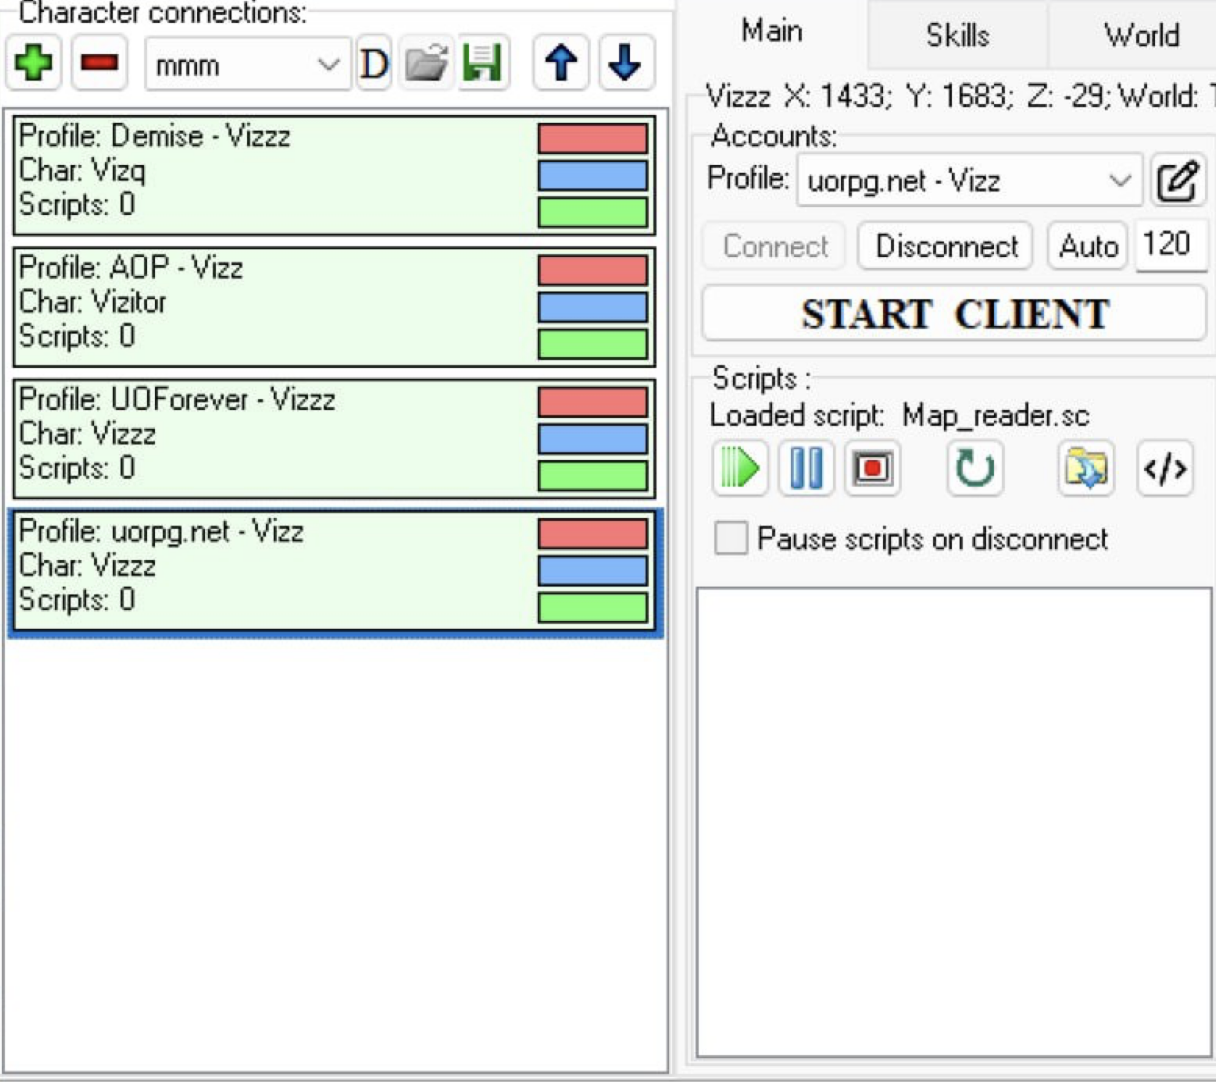 Character connections:
mmm
D
Profile: Demise - Vizzz
Char: Vizq
Scripts: 0
Profile: AOP - Vizz
Char: Vizitor
Scripts: 0
Profile: UOForever - Vizzz
Char: Vizzz
Scripts: 0
Profile: uorpg.net - Vizz
Char: Vizzz
Scripts: 0
Main Skills World
Vizzz X: 1433; Y: 1683; Z: -29; World:
Accounts:
Profile: uorpg.net - Vizz
Connect Disconnect Auto 120
START CLIENT
Scripts :
Loaded script: Map_reader.sc
</>
Pause scripts on disconnect